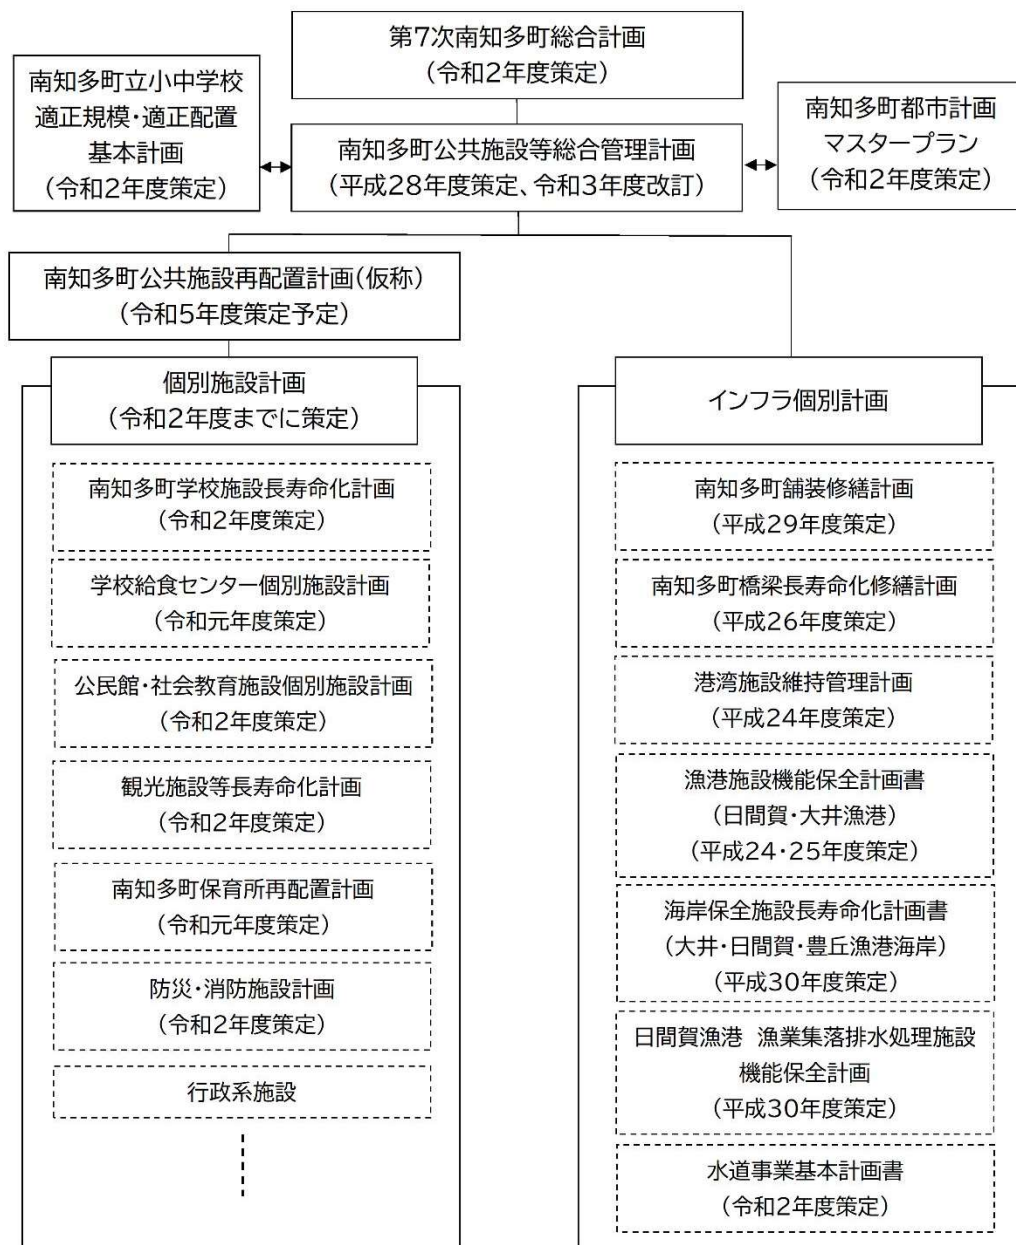 第7次南知多町総合計画
（令和2年度策定）
南知多町立小中学校
適正規模・適正配置
基本計画
（令和2年度策定）
南知多町公共施設等総合管理計画
（平成28年度策定、令和3年度改訂）
南知多町都市計画
マスタープラン
（令和2年度策定）
南知多町公共施設再配置計画（仮称）
（令和5年度策定予定）
個別施設計画
（令和2年度までに策定）
南知多町学校施設長寿命化計画
（令和2年度策定）
学校給食センター個別施設計画
（令和元年度策定）
公民館・社会教育施設個別施設計画
（令和2年度策定）
観光施設等長寿命化計画
（令和2年度策定）
南知多町保育所再配置計画
（令和元年度策定）
防災・消防施設計画
（令和2年度策定）
行政系施設
インフラ個別計画
南知多町舗装修繕計画
（平成29年度策定）
南知多町橋梁長寿命化修繕計画
（平成26年度策定）
港湾施設維持管理計画
（平成24年度策定）
漁港施設機能保全計画書
（日間賀・大井漁港）
（平成24・25年度策定）
海岸保全施設長寿命化計画書
（大井・日間賀・豊丘漁港海岸）
（平成30年度策定）
日間賀漁港　漁業集落排水処理施設
機能保全計画
（平成30年度策定）
水道事業基本計画書
（令和2年度策定）